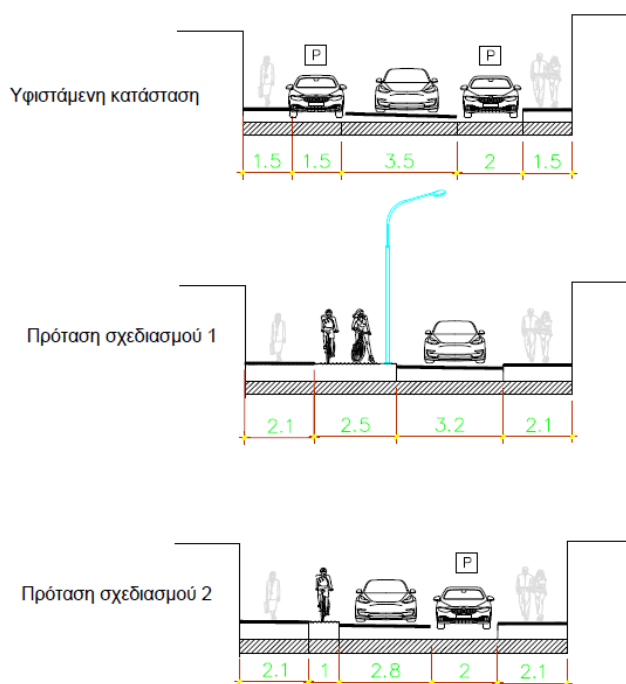 P
P
Υφιστάμενη κατάσταση
1.5 1.5 3.5 2 1.5
Πρόταση σχεδιασμού 1
2.1 2.5 3.2 2.1
P
Πρόταση σχεδιασμού 2
2.1 1 2.8 2 2.1